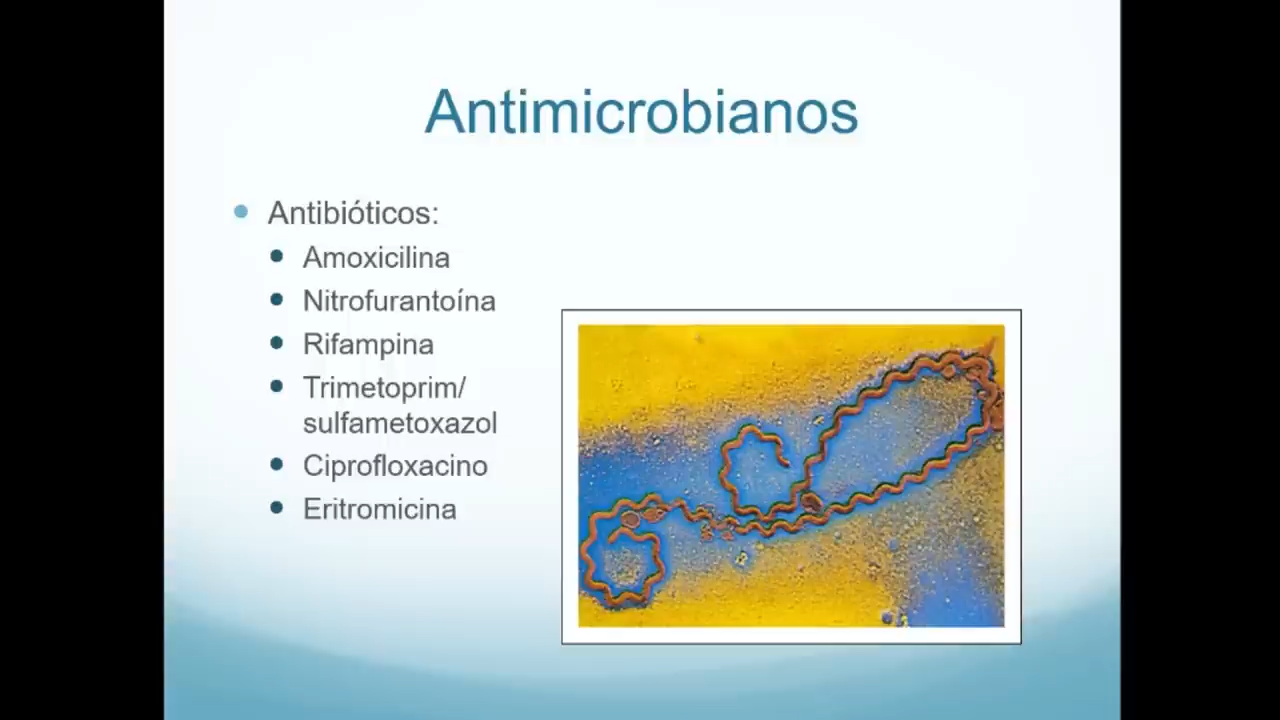 Antimicrobianos
Antibióticos:
Amoxicilina
Nitrofurantoína
Rifampina
Trimetoprim/
sulfametoxazol
Ciprofloxacino
Eritromicina